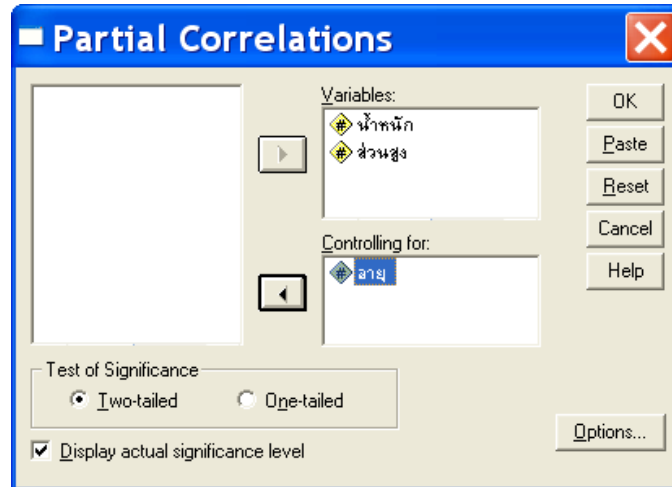 Partial Correlations
Variables:
น้ำหนัก
ส่วนสูง
Controlling for:
อายุ
OK
Paste
Reset
Cancel
Help
Test of Significance
Two-tailed
One-tailed
Display actual significance level
Options...